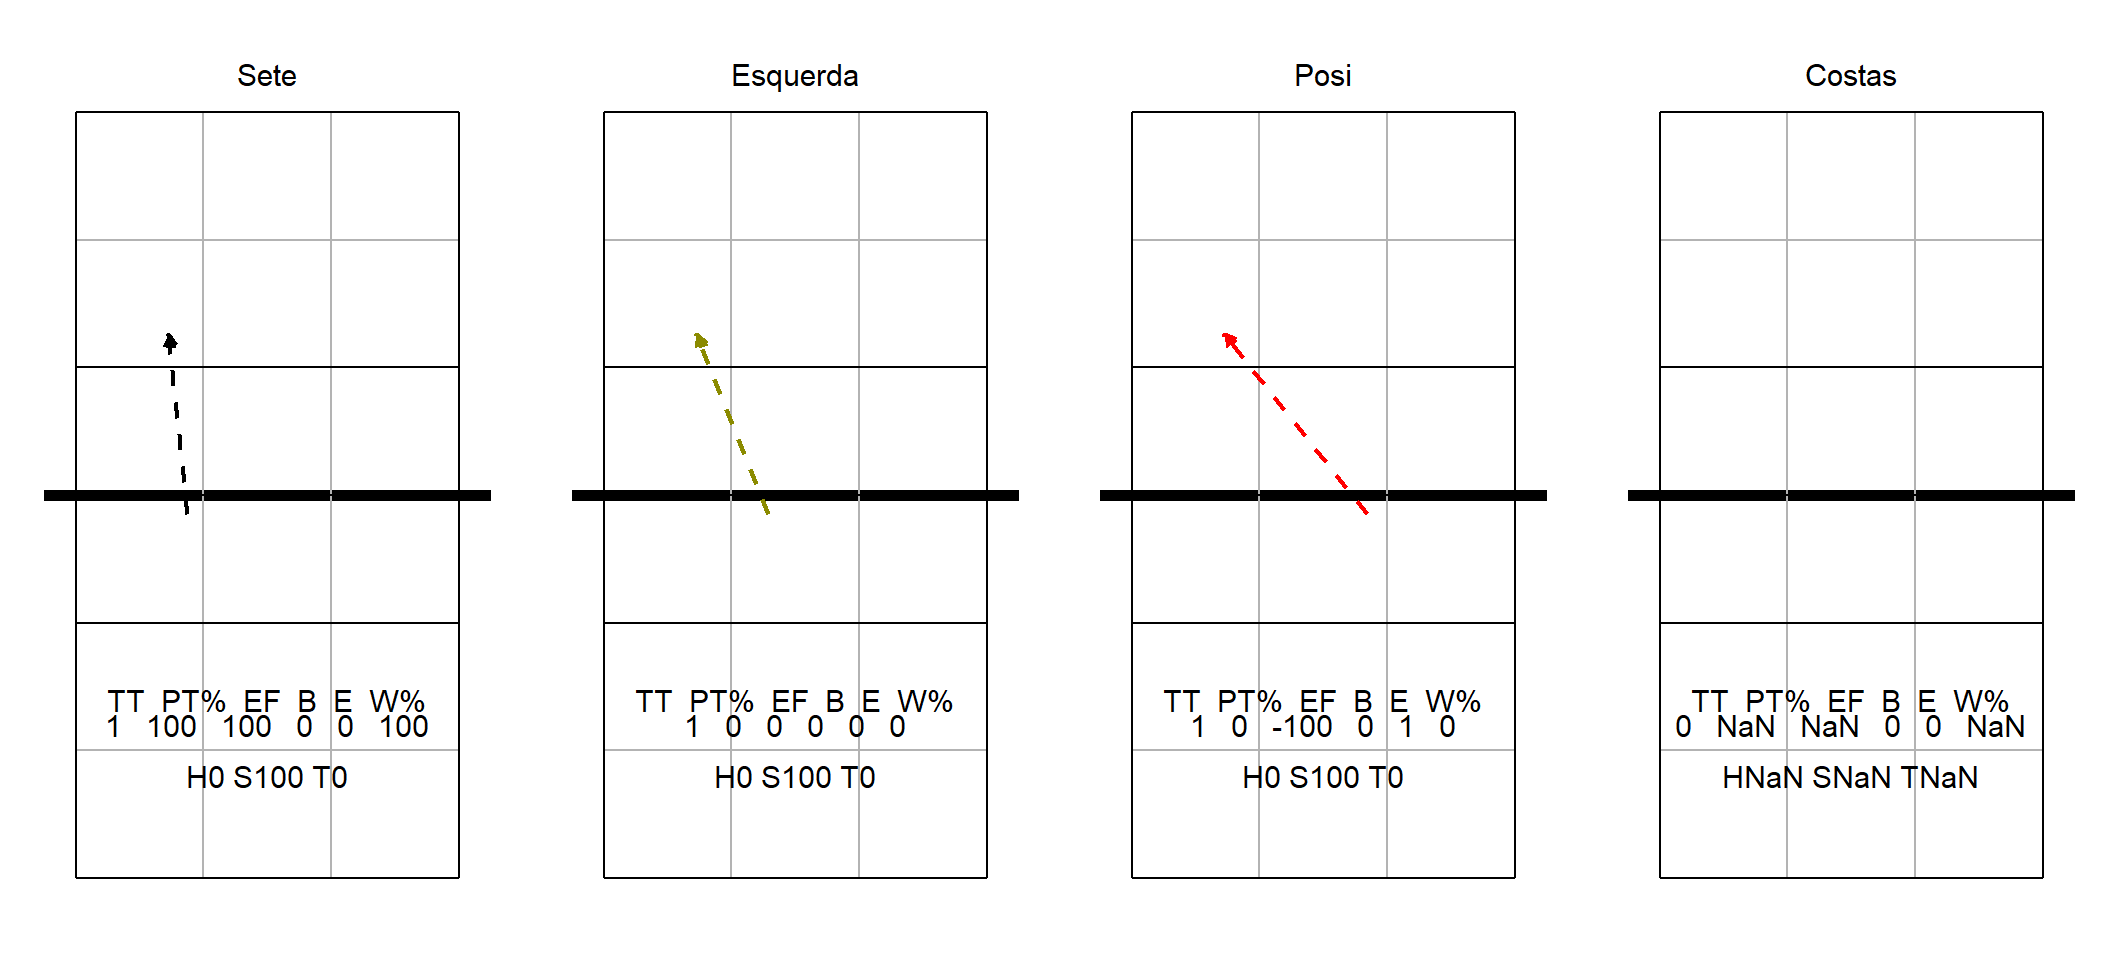 Sete
TT PT% EF B E W%
1 100 100 0 0 100
H0 S100 T0
Esquerda
TT PT% EF B E W%
1 0 0 0 0 0
H0 S100 T0
Posi
TT PT% EF B E W%
1 0 -100 0 1 0
H0 S100 T0
Costas
TT PT% EF B E W%
0 NaN NaN 0 0 NaN
HNaN SNaN TNaN